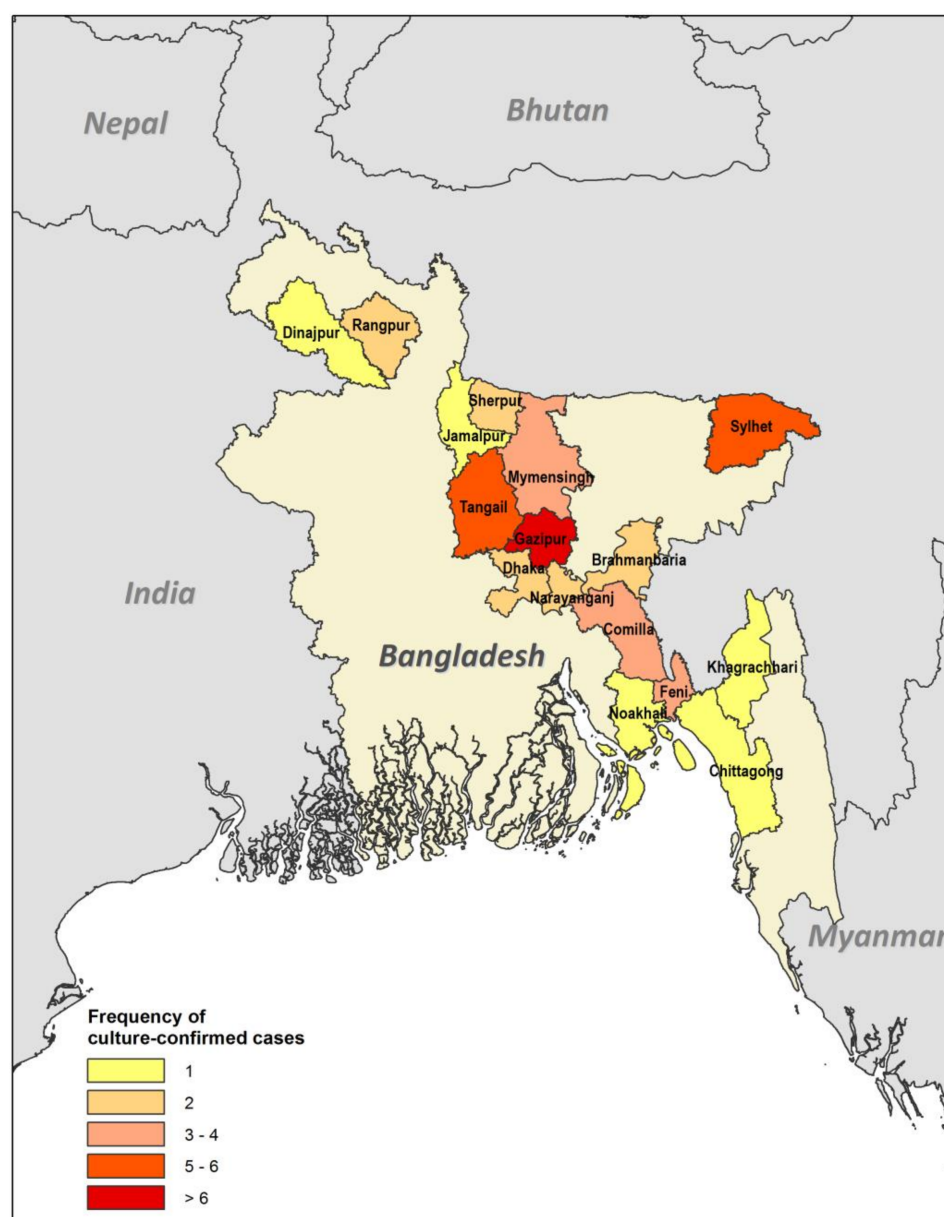 Nepal
Bhutan
Dinajpur
Rangpur
Sherpur
Jamalpur
Sylhet
Mymensingh
Tangail
Gazipur
Brahmanbaria
Dhaka
India
Narayanganj
Comilla
Bangladesh
Khagrachhari
Feni
Noakhali
Chittagong
Myanmar
Frequency of
culture-confirmed cases
1
2
3 - 4
5 - 6
> 6